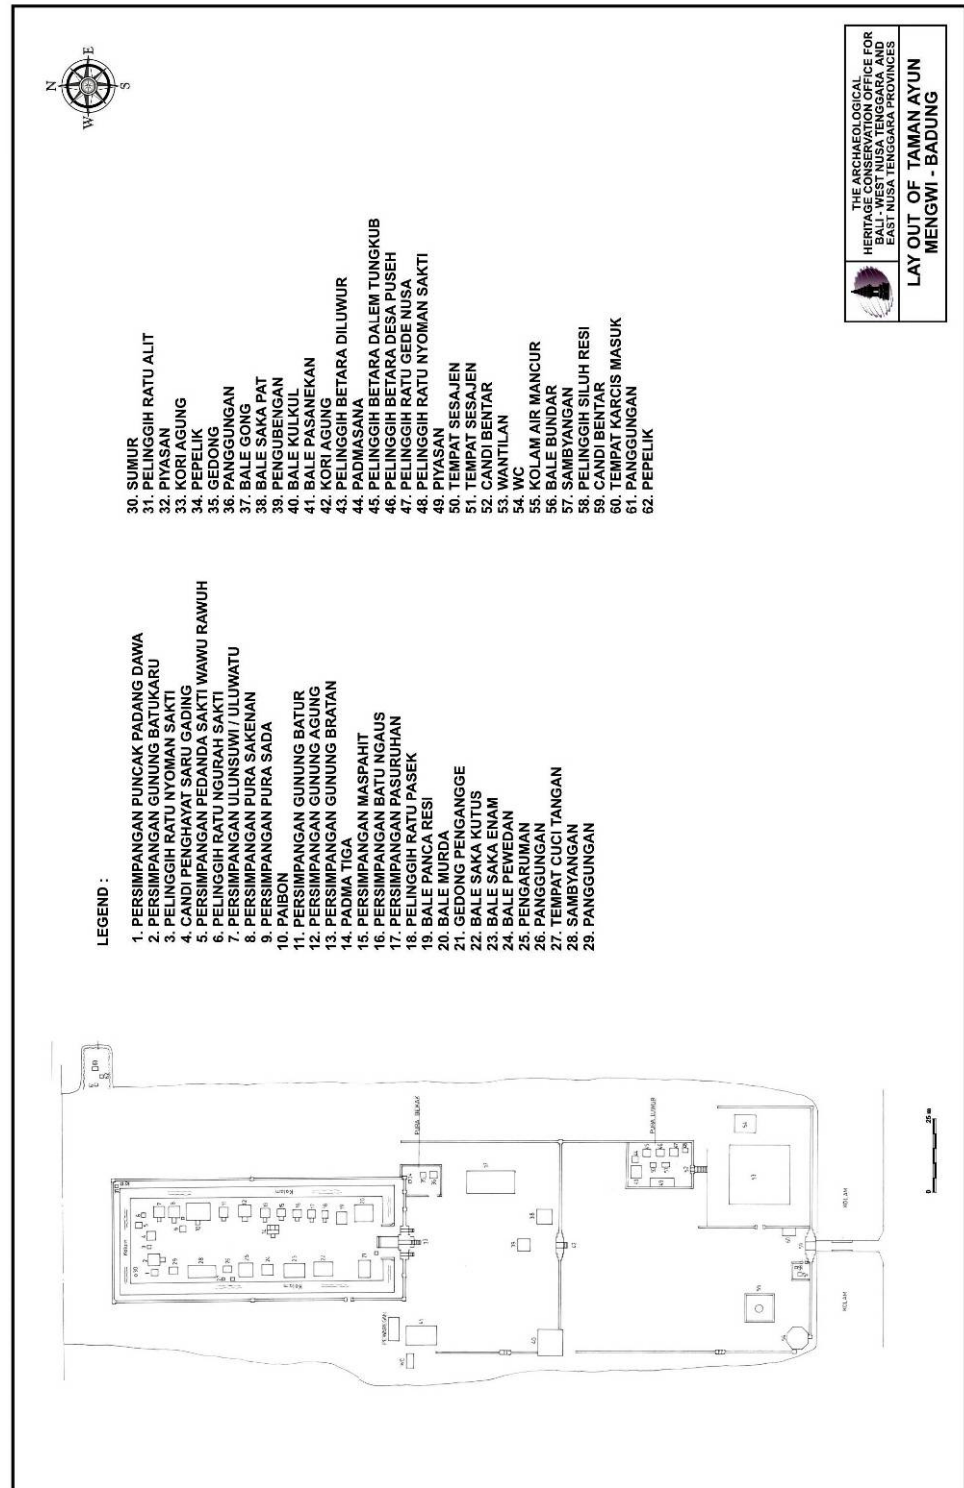 N
E
W
S
LEGEND :
1. PERSIMPANGAN PUNCAK PADANG DAWA
2. PERSIMPANGAN GUNUNG BATUKARU
3. PELINGGIH RATU NYOMAN SAKTI
4. CANDI PENGHAYAT SARU GADING
5. PERSIMPANGAN PEDANDA SAKTI WAWU RAWUH
6. PELINGGIH RATU NGURAH SAKTI
7. PERSIMPANGAN ULUNSUWI / ULUWATU
8. PERSIMPANGAN PURA SAKENAN
9. PERSIMPANGAN PURA SADA
10. PAIBON
11. PERSIMPANGAN GUNUNG BATUR
12. PERSIMPANGAN GUNUNG AGUNG
13. PERSIMPANGAN GUNUNG BRATAN
14. PADMA TIGA
15. PERSIMPANGAN MASPAHIT
16. PERSIMPANGAN BATU NGAUS
17. PERSIMPANGAN PASURUHAN
18. PELINGGIH RATU PASEK
19. BALE PANCA RESI
20. BALE MURDA
21. GEDONG PENGANGGE
22. BALE SAKA KUTUS
23. BALE SAKA ENAM
24. BALE PEWEDAN
25. PENGARUMAN
26. PANGGUNGAN
27. TEMPAT CUCI TANGAN
28. SAMBYANGAN
29. PANGGUNGAN
30. SUMUR
31. PELINGGIH RATU ALIT
32. PIYASAN
33. KORI AGUNG
34. PEPELIK
35. GEDONG
36. PANGGUNGAN
37. BALE GONG
38. BALE SAKA PAT
39. PENGUBENGAN
40. BALE KULKUL
41. BALE PASANEKAN
42. KORI AGUNG
43. PELINGGIH BETARA DILUWUR
44. PADMASANA
45. PELINGGIH BETARA DALEM TUNGKUB
46. PELINGGIH BETARA DESA PUSEH
47. PELINGGIH RATU GEDE NUSA
48. PELINGGIH RATU NYOMAN SAKTI
49. PIYASAN
50. TEMPAT SESAJEN
51. TEMPAT SESAJEN
52. CANDI BENTAR
53. WANTILAN
54. WC
55. KOLAM AIR MANCUR
56. BALE BUNDAR
57. SAMBYANGAN
58. PELINGGIH SILUH RESI
59. CANDI BENTAR
60. TEMPAT KARCIS MASUK
61. PANGGUNGAN
62. PEPELIK
THE ARCHAEOLOGICAL
HERITAGE CONSERVATION OFFICE FOR
BALI - WEST NUSA TENGGARA AND
EAST NUSA TENGGARA PROVINCES
LAY OUT OF TAMAN AYUN
MENGWI - BADUNG
PURA BEKAK
PURA LUHUR
Kolam
Kolam
KOLAM
KOLAM
0 25 m